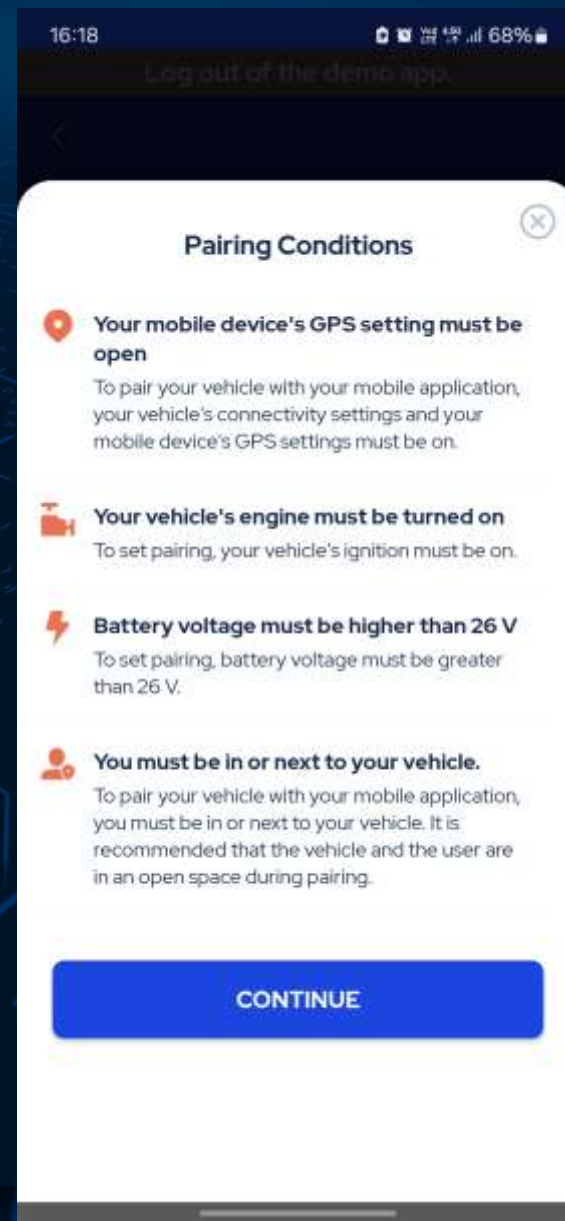 16:18
68%
Log out of the demo app.
Pairing Conditions
Your mobile device's GPS setting must be
open
To pair your vehicle with your mobile application,
your vehicle's connectivity settings and your
mobile device's GPS settings must be on.
Your vehicle's engine must be turned on
To set pairing, your vehicle's ignition must be on.
Battery voltage must be higher than 26 V
To set pairing, battery voltage must be greater
than 26 V.
You must be in or next to your vehicle.
To pair your vehicle with your mobile application,
you must be in or next to your vehicle. It is
recommended that the vehicle and the user are
in an open space during pairing.
CONTINUE